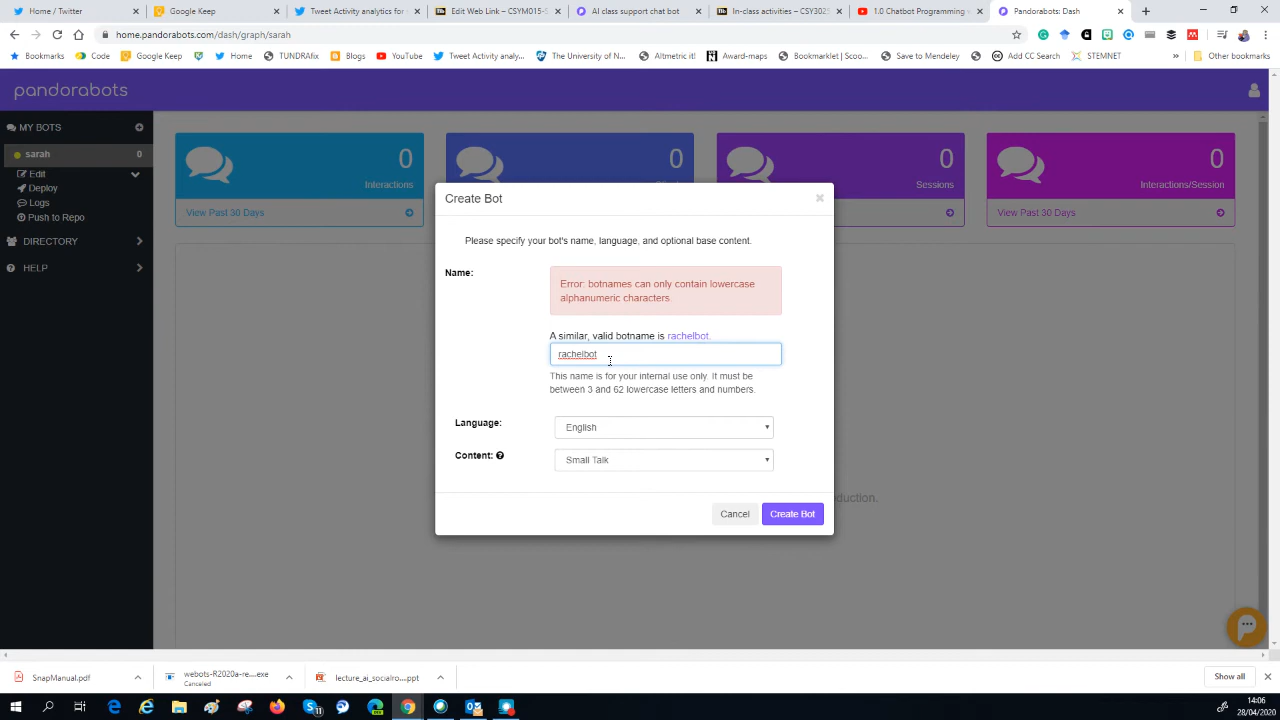 Home / Twitter
Google Keep
Tweet Activity analytics for
Edit Web Link - CSYM015-1
AI class support chat bot
In-class activities – CSY3025
1.0 Chatbot Programming
Pandorabots: Dash
home.pandorabots.com/dash/graph/sarah
Bookmarks
Code
Google Keep
Home
TUNDRAfix
Blogs
YouTube
Tweet Activity analy...
The University of N...
Altmetric it!
Awards
Bookmarklet | Scoo...
Save to Mendeley
Add CC Search
STEMNET
»
Other bookmarks
pandorabots
MY BOTS
sarah 0
Edit
Deploy
Logs
Push to Repo
DIRECTORY
HELP
0
Interactions
View Past 30 Days
0
0
Sessions
0
Interactions/Session
View Past 30 Days
Create Bot
Please specify your bot's name, language, and optional base content.
Name:
Error: botnames can only contain lowercase
alphanumeric characters.
A similar, valid botname is rachelbot.
rachelbot
This name is for your internal use only. It must be
between 3 and 62 lowercase letters and numbers.
Language:
English
Content:
Small Talk
Cancel
Create Bot
SnapManual.pdf
webots-R2020a-re....exe
Canceled
lecture_ai_socialro....ppt
Show all
14:06
28/04/2020